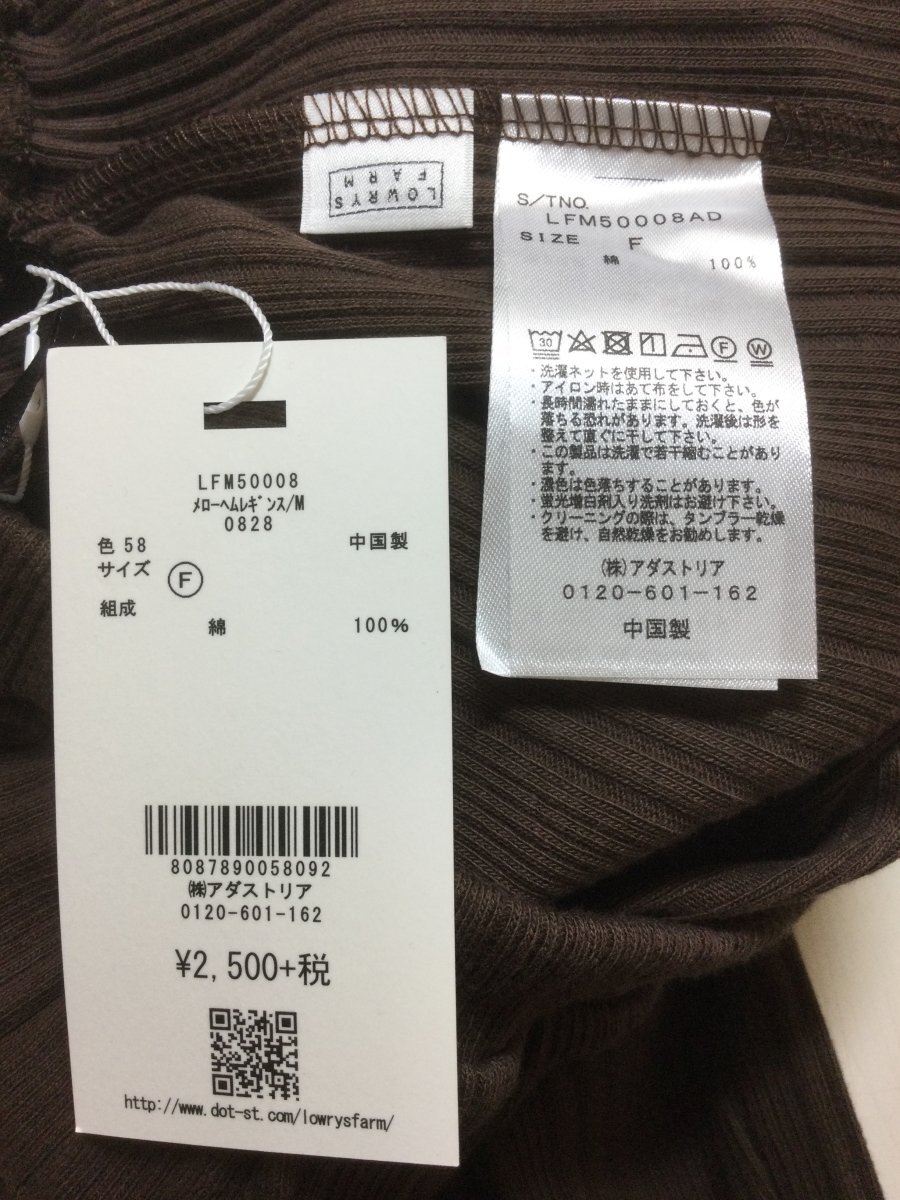 LOWRYS
FARM
S/TNO.
LFM50008AD
SIZE F
綿 100%
30
F
W
・洗濯ネットを使用して下さい。
・アイロン時はあて布をして下さい。
・長時間濡れたままにしておくと、色が
落ちる恐れがあります。洗濯後は形を
整えて直ぐに干して下さい。
・この製品は洗濯で若干縮むことがあり
ます。
・濃色は色落ちすることがあります。
・蛍光増白剤入り洗剤はお避け下さい。
・クリーニングの際は、タンブラー乾燥
を避け、自然乾燥をお勧めします。
(株)アダストリア
0120-601-162
中国製
LFM50008
メローヘムレギンス/M
0828
色 58 中国製
サイズ F
組成
綿 100%
8087890058092
㈱アダストリア
0120-601-162
¥2,500+税
http://www.dot-st.com/lowrysfarm/